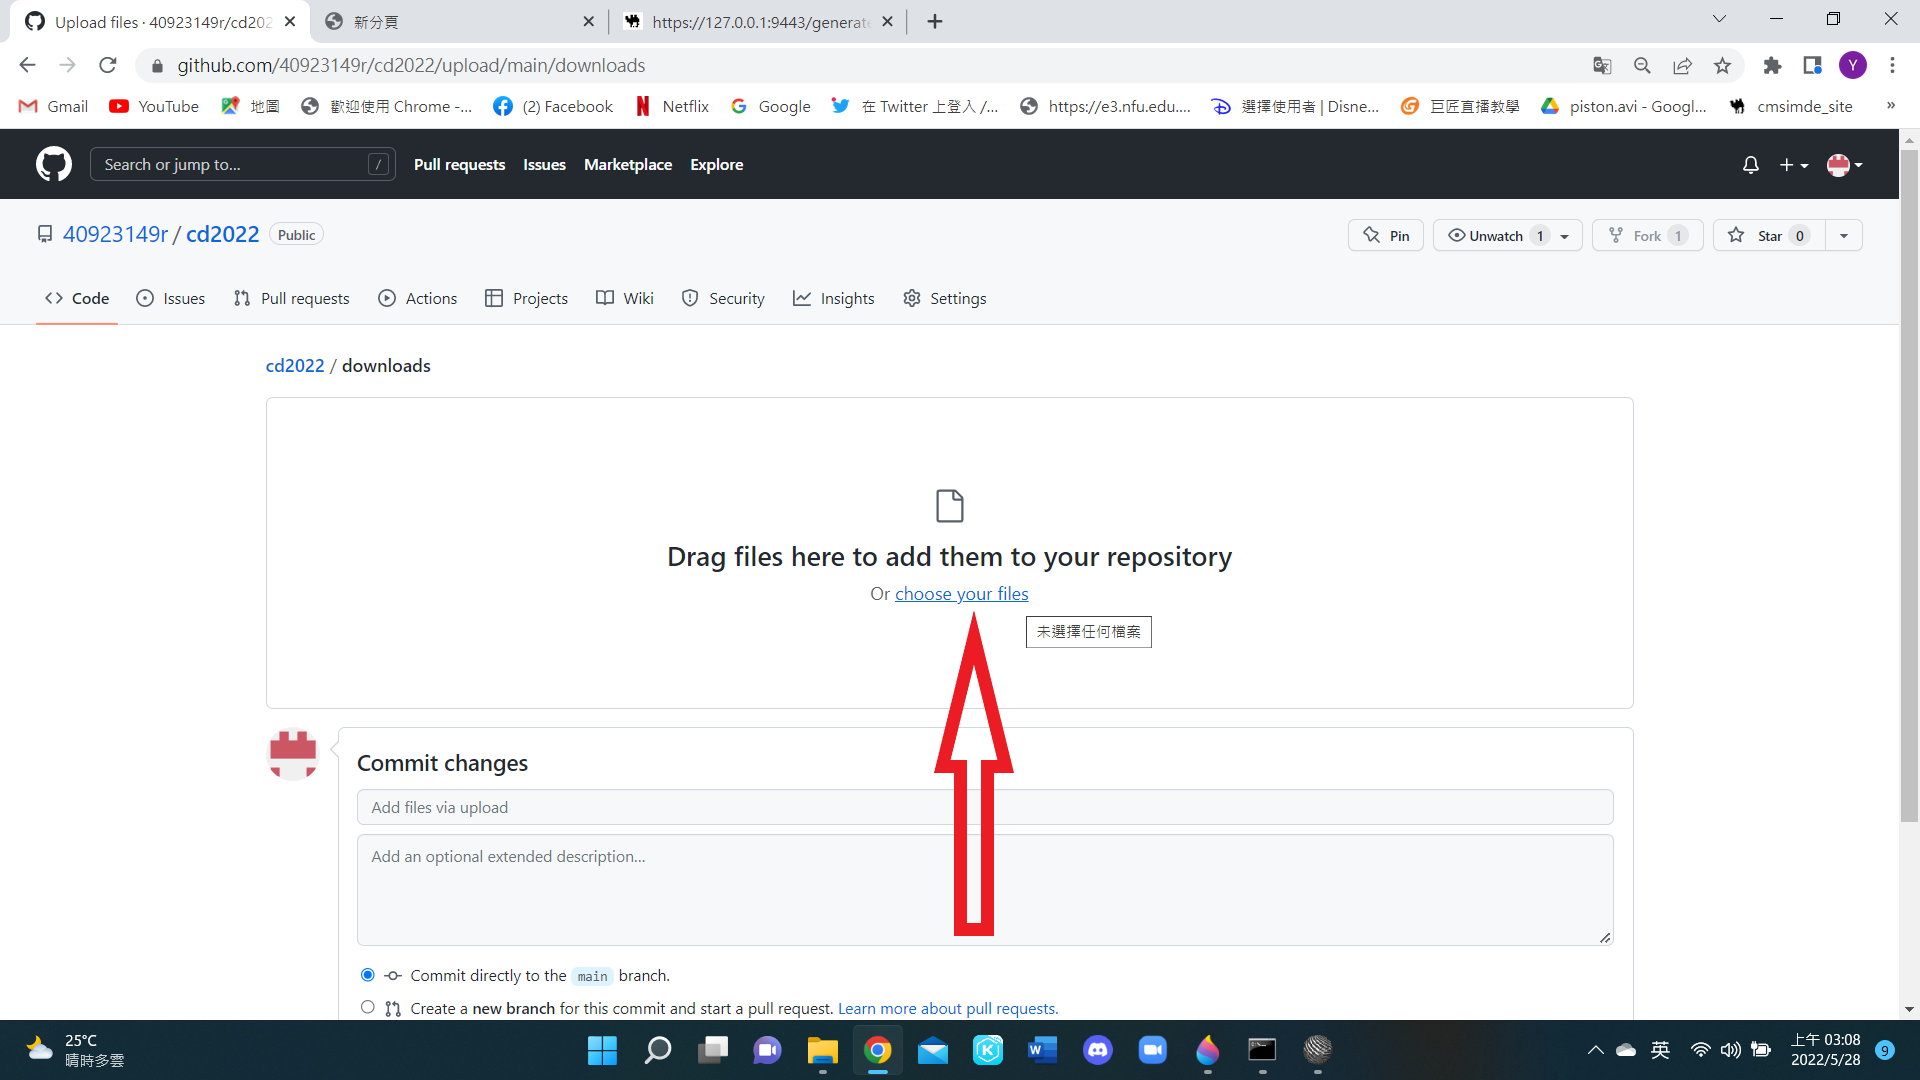 Upload files · 40923149r/cd202
新分頁
https://127.0.0.1:9443/generate
github.com/40923149r/cd2022/upload/main/downloads
Y
Gmail
YouTube
地圖
歡迎使用 Chrome -...
(2) Facebook
Netflix
Google
在 Twitter 上登入 /...
https://e3.nfu.edu....
選擇使用者 | Disne...
巨匠直播教學
piston.avi - Googl...
cmsimde_site
»
Search or jump to...
/
Pull requests
Issues
Marketplace
Explore
40923149r / cd2022
Public
Pin
Unwatch 1
Fork 1
Star 0
Code
Issues
Pull requests
Actions
Projects
Wiki
Security
Insights
Settings
cd2022 / downloads
Drag files here to add them to your repository
Or choose your files
未選擇任何檔案
Commit changes
Add files via upload
Add an optional extended description...
Commit directly to the main branch.
Create a new branch for this commit and start a pull request. Learn more about pull requests.
25°C
晴時多雲
英
上午 03:08
2022/5/28
9